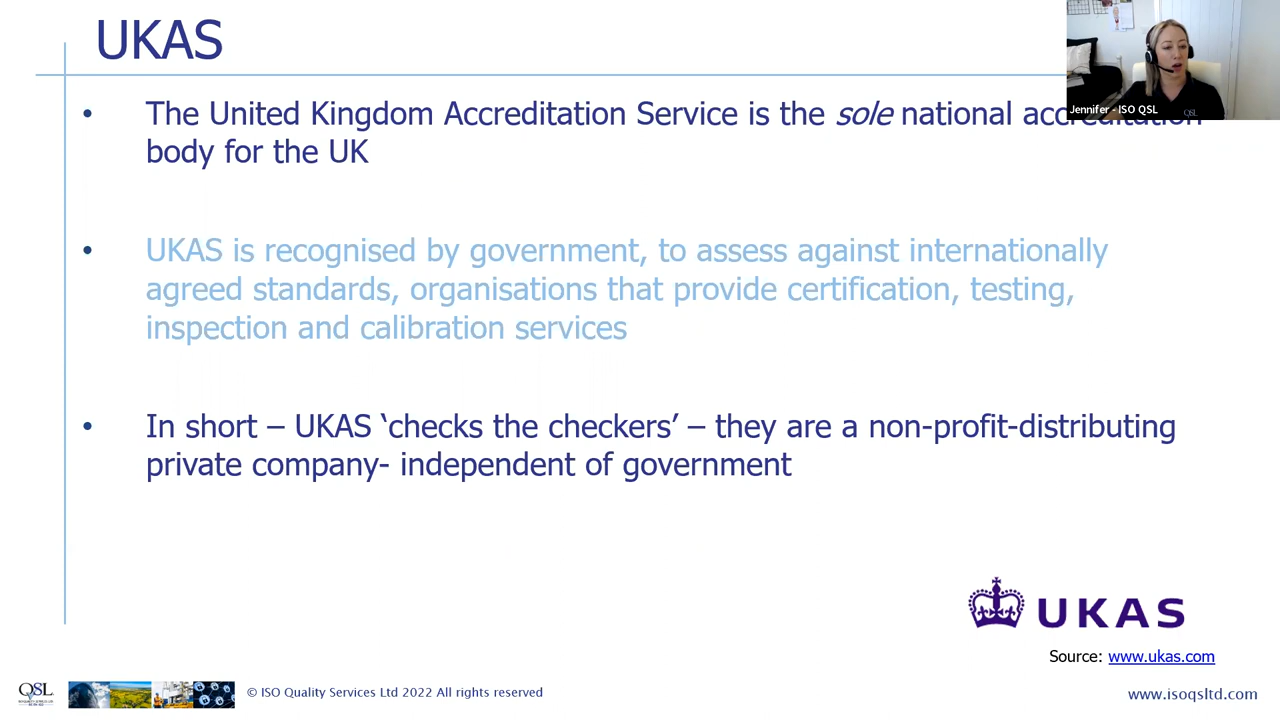 UKAS
• The United Kingdom Accreditation Service is the sole national accreditation
body for the UK
• UKAS is recognised by government, to assess against internationally
agreed standards, organisations that provide certification, testing,
inspection and calibration services
• In short – UKAS ‘checks the checkers’ – they are a non-profit-distributing
private company- independent of government
Jennifer - ISO QSL
QSL
UKAS
Source: www.ukas.com
QSL
© ISO Quality Services Ltd 2022 All rights reserved
www.isoqsltd.com